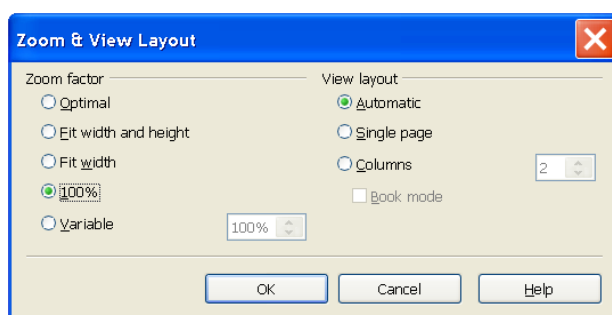 Zoom & View Layout
Zoom factor
Optimal
Fit width and height
Fit width
100%
Variable
100%
View layout
Automatic
Single page
Columns
2
Book mode
OK
Cancel
Help